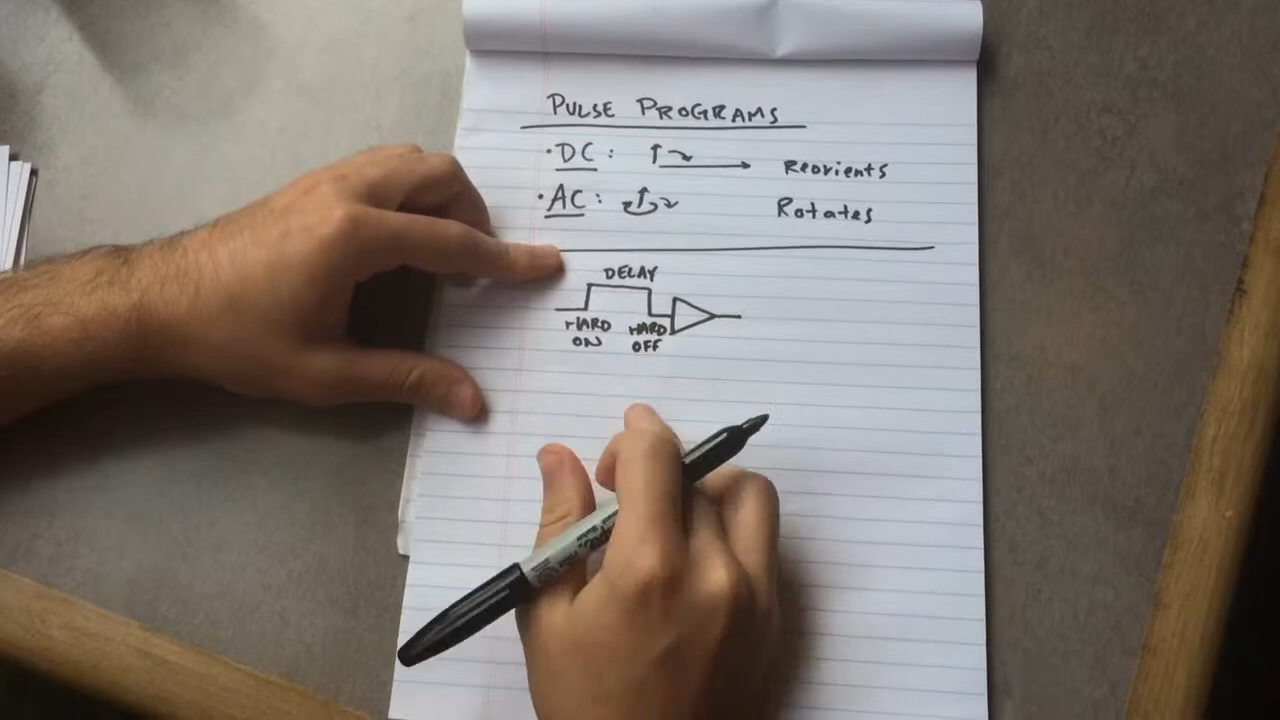 PULSE PROGRAMS
·DC: Reorients
·AC: Rotates
DELAY
HARD HARD
ON OFF